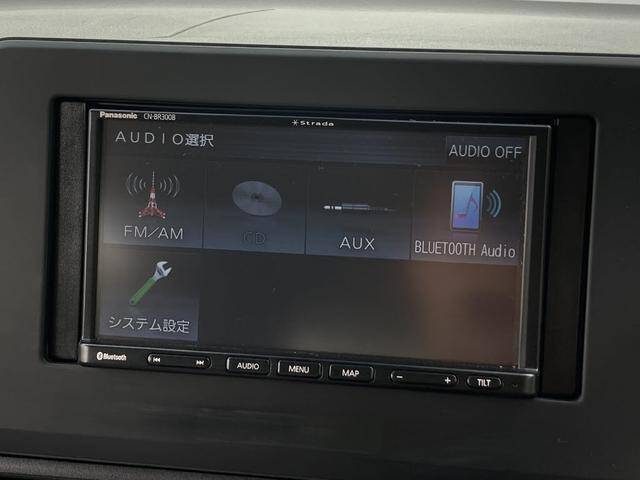 Panasonic CN-BR300B
Strada
AUDIO選択
AUDIO OFF
FM/AM
CD
AUX
BLUETOOTH Audio
システム設定
Bluetooth
AUDIO
MENU
MAP
− +
TILT